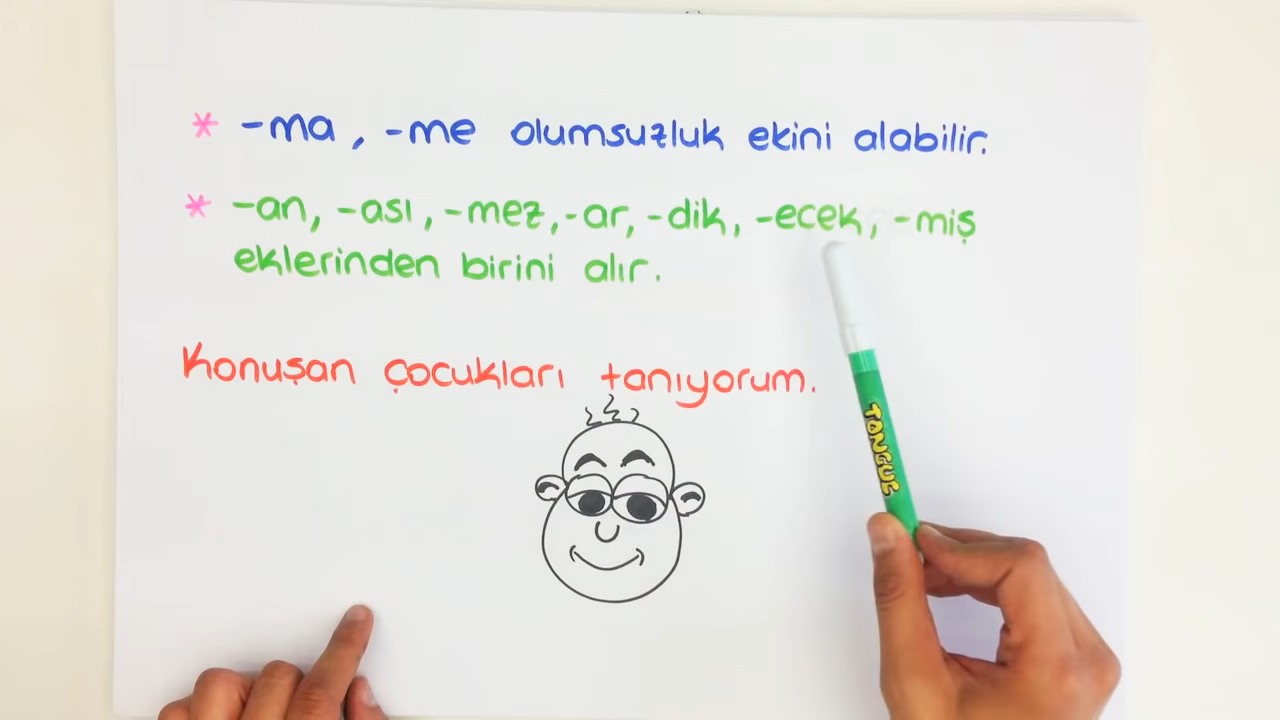 * -ma, -me olumsuzluk ekini alabilir.
* -an, -ası, -mez, -ar, -dik, -ecek, -miş
eklerinden birini alır.
Konuşan çocukları tanıyorum.
TONGUÇ